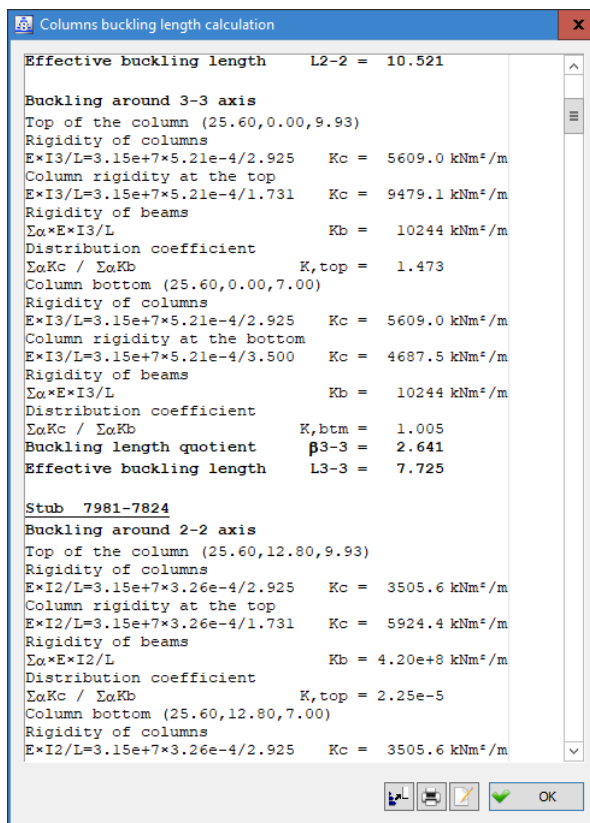 Columns buckling length calculation
Effective buckling length L2-2 = 10.521
Buckling around 3-3 axis
Top of the column (25.60,0.00,9.93)
Rigidity of columns
E×I3/L=3.15e+7×5.21e-4/2.925 Kc = 5609.0 kNm²/m
Column rigidity at the top
E×I3/L=3.15e+7×5.21e-4/1.731 Kc = 9479.1 kNm²/m
Rigidity of beams
Σα×E×I3/L Kb = 10244 kNm²/m
Distribution coefficient
ΣαKc / ΣαKb K,top = 1.473
Column bottom (25.60,0.00,7.00)
Rigidity of columns
E×I3/L=3.15e+7×5.21e-4/2.925 Kc = 5609.0 kNm²/m
Column rigidity at the bottom
E×I3/L=3.15e+7×5.21e-4/3.500 Kc = 4687.5 kNm²/m
Rigidity of beams
Σα×E×I3/L Kb = 10244 kNm²/m
Distribution coefficient
ΣαKc / ΣαKb K,btm = 1.005
Buckling length quotient β3-3 = 2.641
Effective buckling length L3-3 = 7.725
Stub 7981-7824
Buckling around 2-2 axis
Top of the column (25.60,12.80,9.93)
Rigidity of columns
E×I2/L=3.15e+7×3.26e-4/2.925 Kc = 3505.6 kNm²/m
Column rigidity at the top
E×I2/L=3.15e+7×3.26e-4/1.731 Kc = 5924.4 kNm²/m
Rigidity of beams
Σα×E×I2/L Kb = 4.20e+8 kNm²/m
Distribution coefficient
ΣαKc / ΣαKb K,top = 2.25e-5
Column bottom (25.60,12.80,7.00)
Rigidity of columns
E×I2/L=3.15e+7×3.26e-4/2.925 Kc = 3505.6 kNm²/m
OK